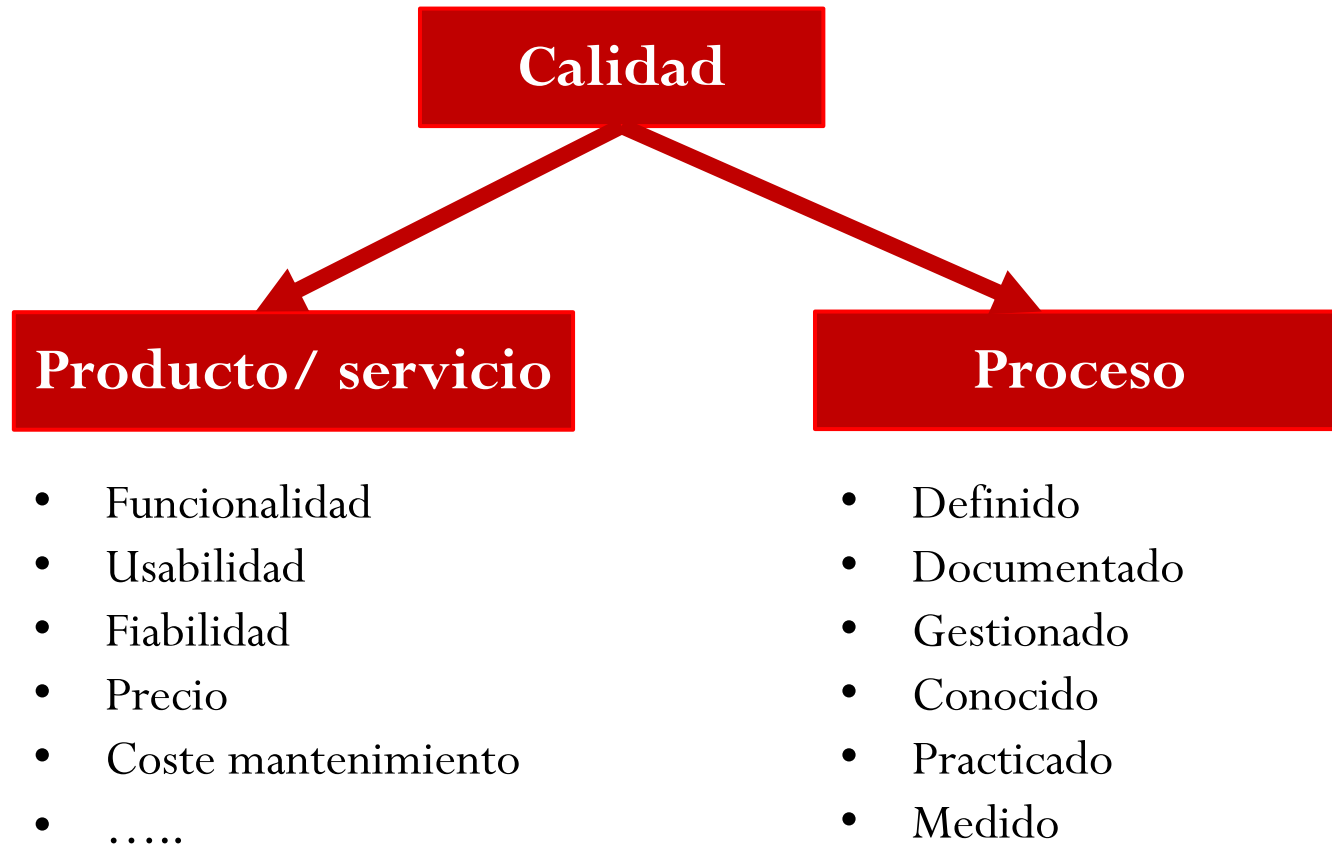 Calidad
Producto/ servicio
Proceso
• Funcionalidad
• Usabilidad
• Fiabilidad
• Precio
• Coste mantenimiento
• …..
• Definido
• Documentado
• Gestionado
• Conocido
• Practicado
• Medido